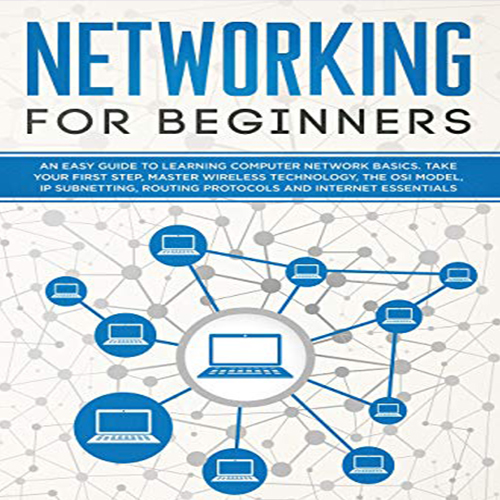 NETWORKING
FOR BEGINNERS
AN EASY GUIDE TO LEARNING COMPUTER NETWORK BASICS. TAKE
YOUR FIRST STEP, MASTER WIRELESS TECHNOLOGY, THE OSI MODEL,
IP SUBNETTING, ROUTING PROTOCOLS AND INTERNET ESSENTIALS